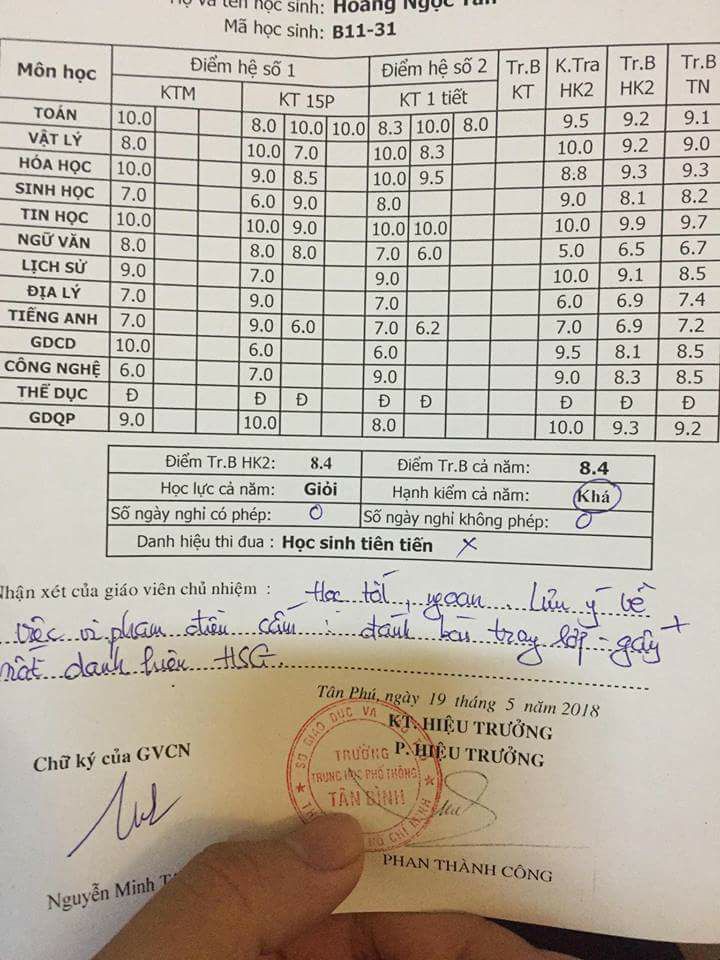 Họ và tên học sinh: Hoàng Ngọc
Mã học sinh: B11-31
Môn học Điểm hệ số 1 Điểm hệ số 2 Tr.B KT K.Tra HK2 Tr.B HK2 Tr.B TN
KTM KT 15P KT 1 tiết
TOÁN 10.0 8.0 10.0 10.0 8.3 10.0 8.0 9.5 9.2 9.1
VẬT LÝ 8.0 10.0 7.0 10.0 8.3 10.0 9.2 9.0
HÓA HỌC 10.0 9.0 8.5 10.0 9.5 8.8 9.3 9.3
SINH HỌC 7.0 6.0 9.0 8.0 9.0 8.1 8.2
TIN HỌC 10.0 10.0 9.0 10.0 10.0 10.0 9.9 9.7
NGỮ VĂN 8.0 8.0 8.0 7.0 6.0 5.0 6.5 6.7
LỊCH SỬ 9.0 7.0 9.0 10.0 9.1 8.5
ĐỊA LÝ 7.0 9.0 7.0 6.0 6.9 7.4
TIẾNG ANH 7.0 9.0 6.0 7.0 6.2 7.0 6.9 7.2
GDCD 10.0 6.0 6.0 9.5 8.1 8.5
CÔNG NGHỆ 6.0 7.0 9.0 9.0 8.3 8.5
THỂ DỤC Đ Đ Đ Đ Đ Đ Đ Đ
GDQP 9.0 10.0 8.0 10.0 9.3 9.2
Điểm Tr.B HK2: 8.4 Điểm Tr.B cả năm: 8.4
Học lực cả năm: Giỏi Hạnh kiểm cả năm: Khá
Số ngày nghỉ có phép: 0 Số ngày nghỉ không phép: 0
Danh hiệu thi đua : Học sinh tiên tiến x
Nhận xét của giáo viên chủ nhiệm : Học tốt, ngoan. Lưu ý về
việc vi phạm điều cấm : đánh bài trong lớp - gây
mất danh hiệu HSG.
Tân Phú, ngày 19 tháng 5 năm 2018
KT. HIỆU TRƯỞNG
P. HIỆU TRƯỞNG
Chữ ký của GVCN
SỞ GIÁO DỤC VÀ
TRƯỜNG
TRUNG HỌC PHỔ THÔNG
TÂN BÌNH
HỒ CHÍ MINH
PHAN THÀNH CÔNG
Nguyễn Minh